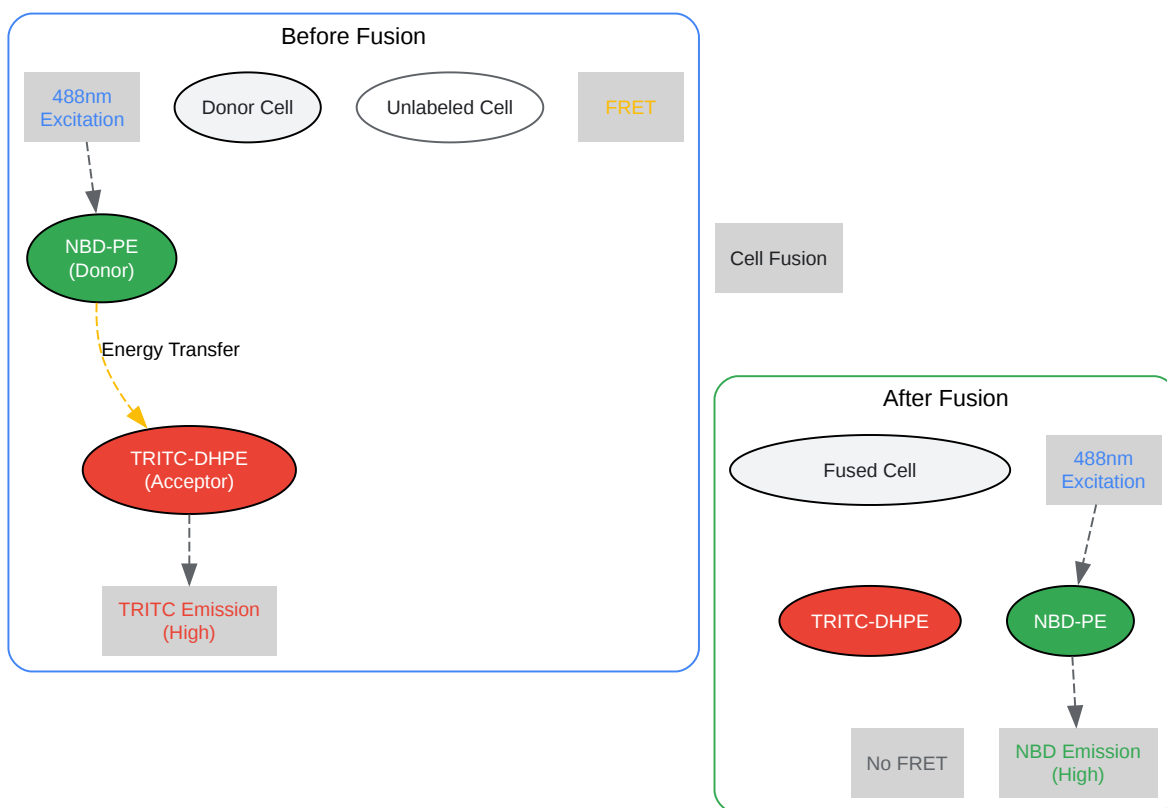 Before Fusion
488nm
Excitation
Donor Cell
Unlabeled Cell
FRET
NBD-PE
(Donor)
Energy Transfer
TRITC-DHPE
(Acceptor)
TRITC Emission
(High)
Cell Fusion
After Fusion
Fused Cell
488nm
Excitation
TRITC-DHPE
NBD-PE
No FRET
NBD Emission
(High)